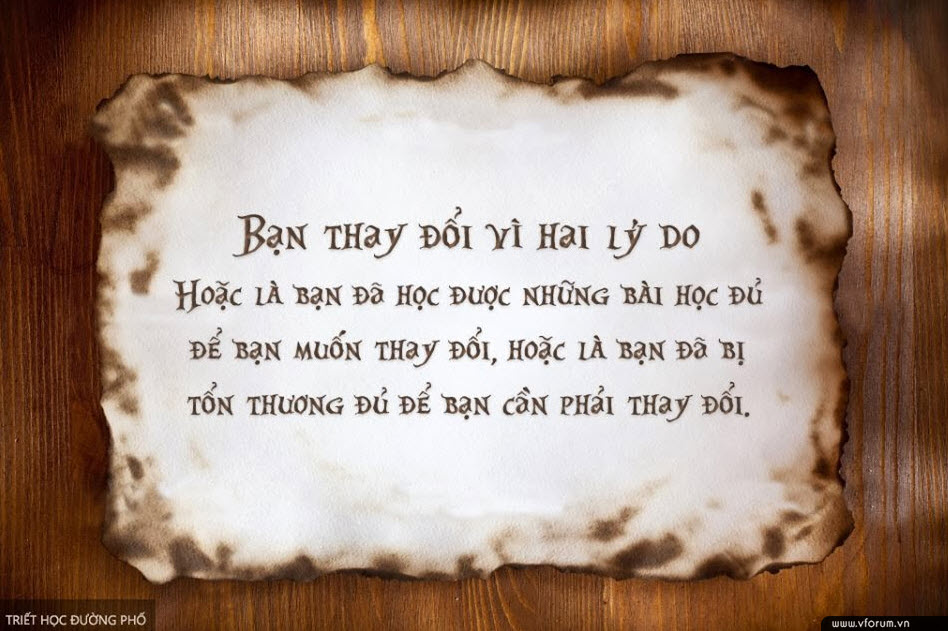 Bạn thay đổi vì hai lý do
Hoặc là bạn đã học được những bài học đủ
để bạn muốn thay đổi, hoặc là bạn đã bị
tổn thương đủ để bạn cần phải thay đổi.
TRIẾT HỌC ĐƯỜNG PHỐ
www.vforum.vn